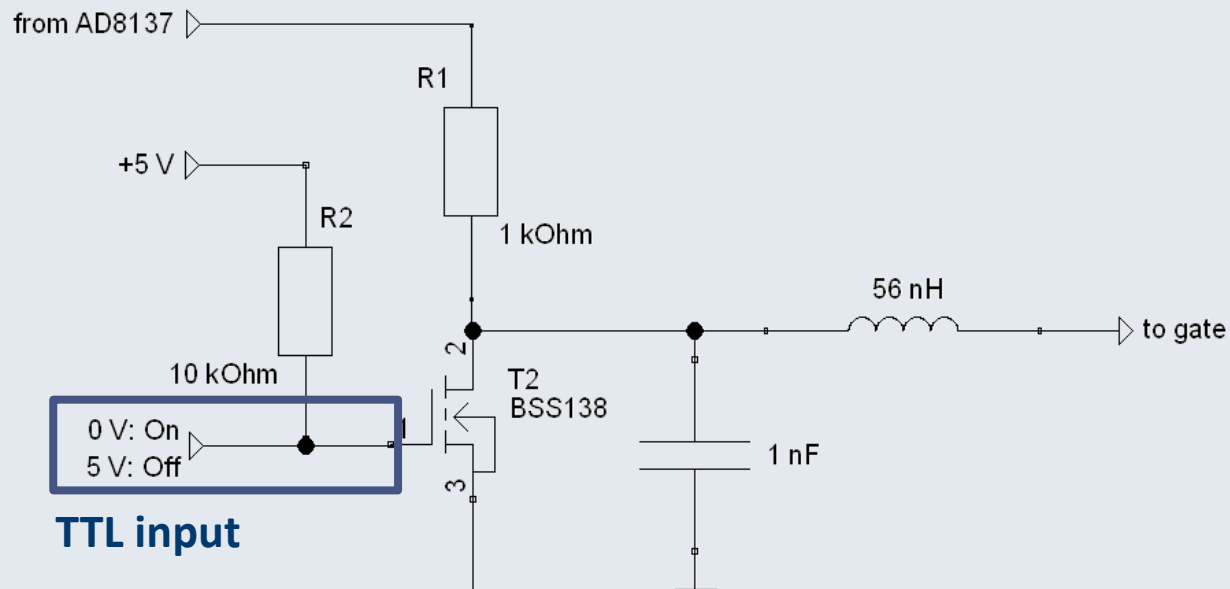 from AD8137
R1
1 kOhm
+5 V
R2
10 kOhm
56 nH
to gate
2
T2
BSS138
0 V: On
5 V: Off
1
3
1 nF
TTL input